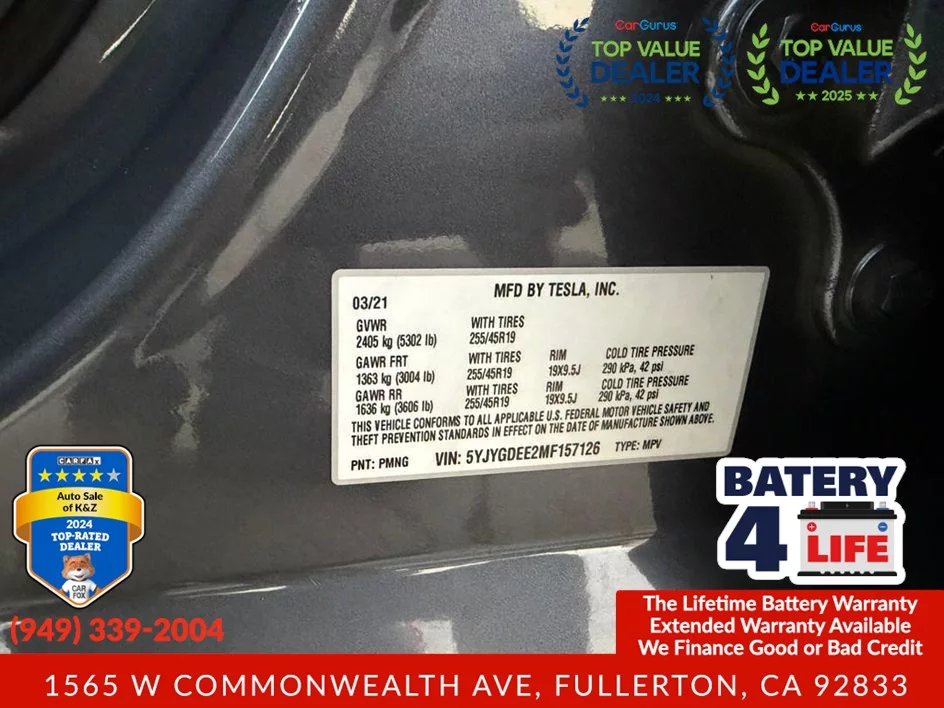 CarGurus
TOP VALUE
DEALER
★★★ 2024 ★★★
CarGurus
TOP VALUE
DEALER
★★ 2025 ★★
03/21 MFD BY TESLA, INC.
GVWR WITH TIRES
2405 kg (5302 lb) 255/45R19
GAWR FRT WITH TIRES RIM COLD TIRE PRESSURE
1363 kg (3004 lb) 255/45R19 19X9.5J 290 kPa, 42 psi
GAWR RR WITH TIRES RIM COLD TIRE PRESSURE
1636 kg (3606 lb) 255/45R19 19X9.5J 290 kPa, 42 psi
THIS VEHICLE CONFORMS TO ALL APPLICABLE U.S. FEDERAL MOTOR VEHICLE SAFETY AND
THEFT PREVENTION STANDARDS IN EFFECT ON THE DATE OF MANUFACTURE SHOWN ABOVE.
PNT: PMNG VIN: 5YJYGDEE2MF157126 TYPE: MPV
CARFAX
Auto Sale
of K&Z
2024
TOP-RATED
DEALER
CAR
FOX
(949) 339-2004
BATERY
4
LIFE
The Lifetime Battery Warranty
Extended Warranty Available
We Finance Good or Bad Credit
1565 W COMMONWEALTH AVE, FULLERTON, CA 92833